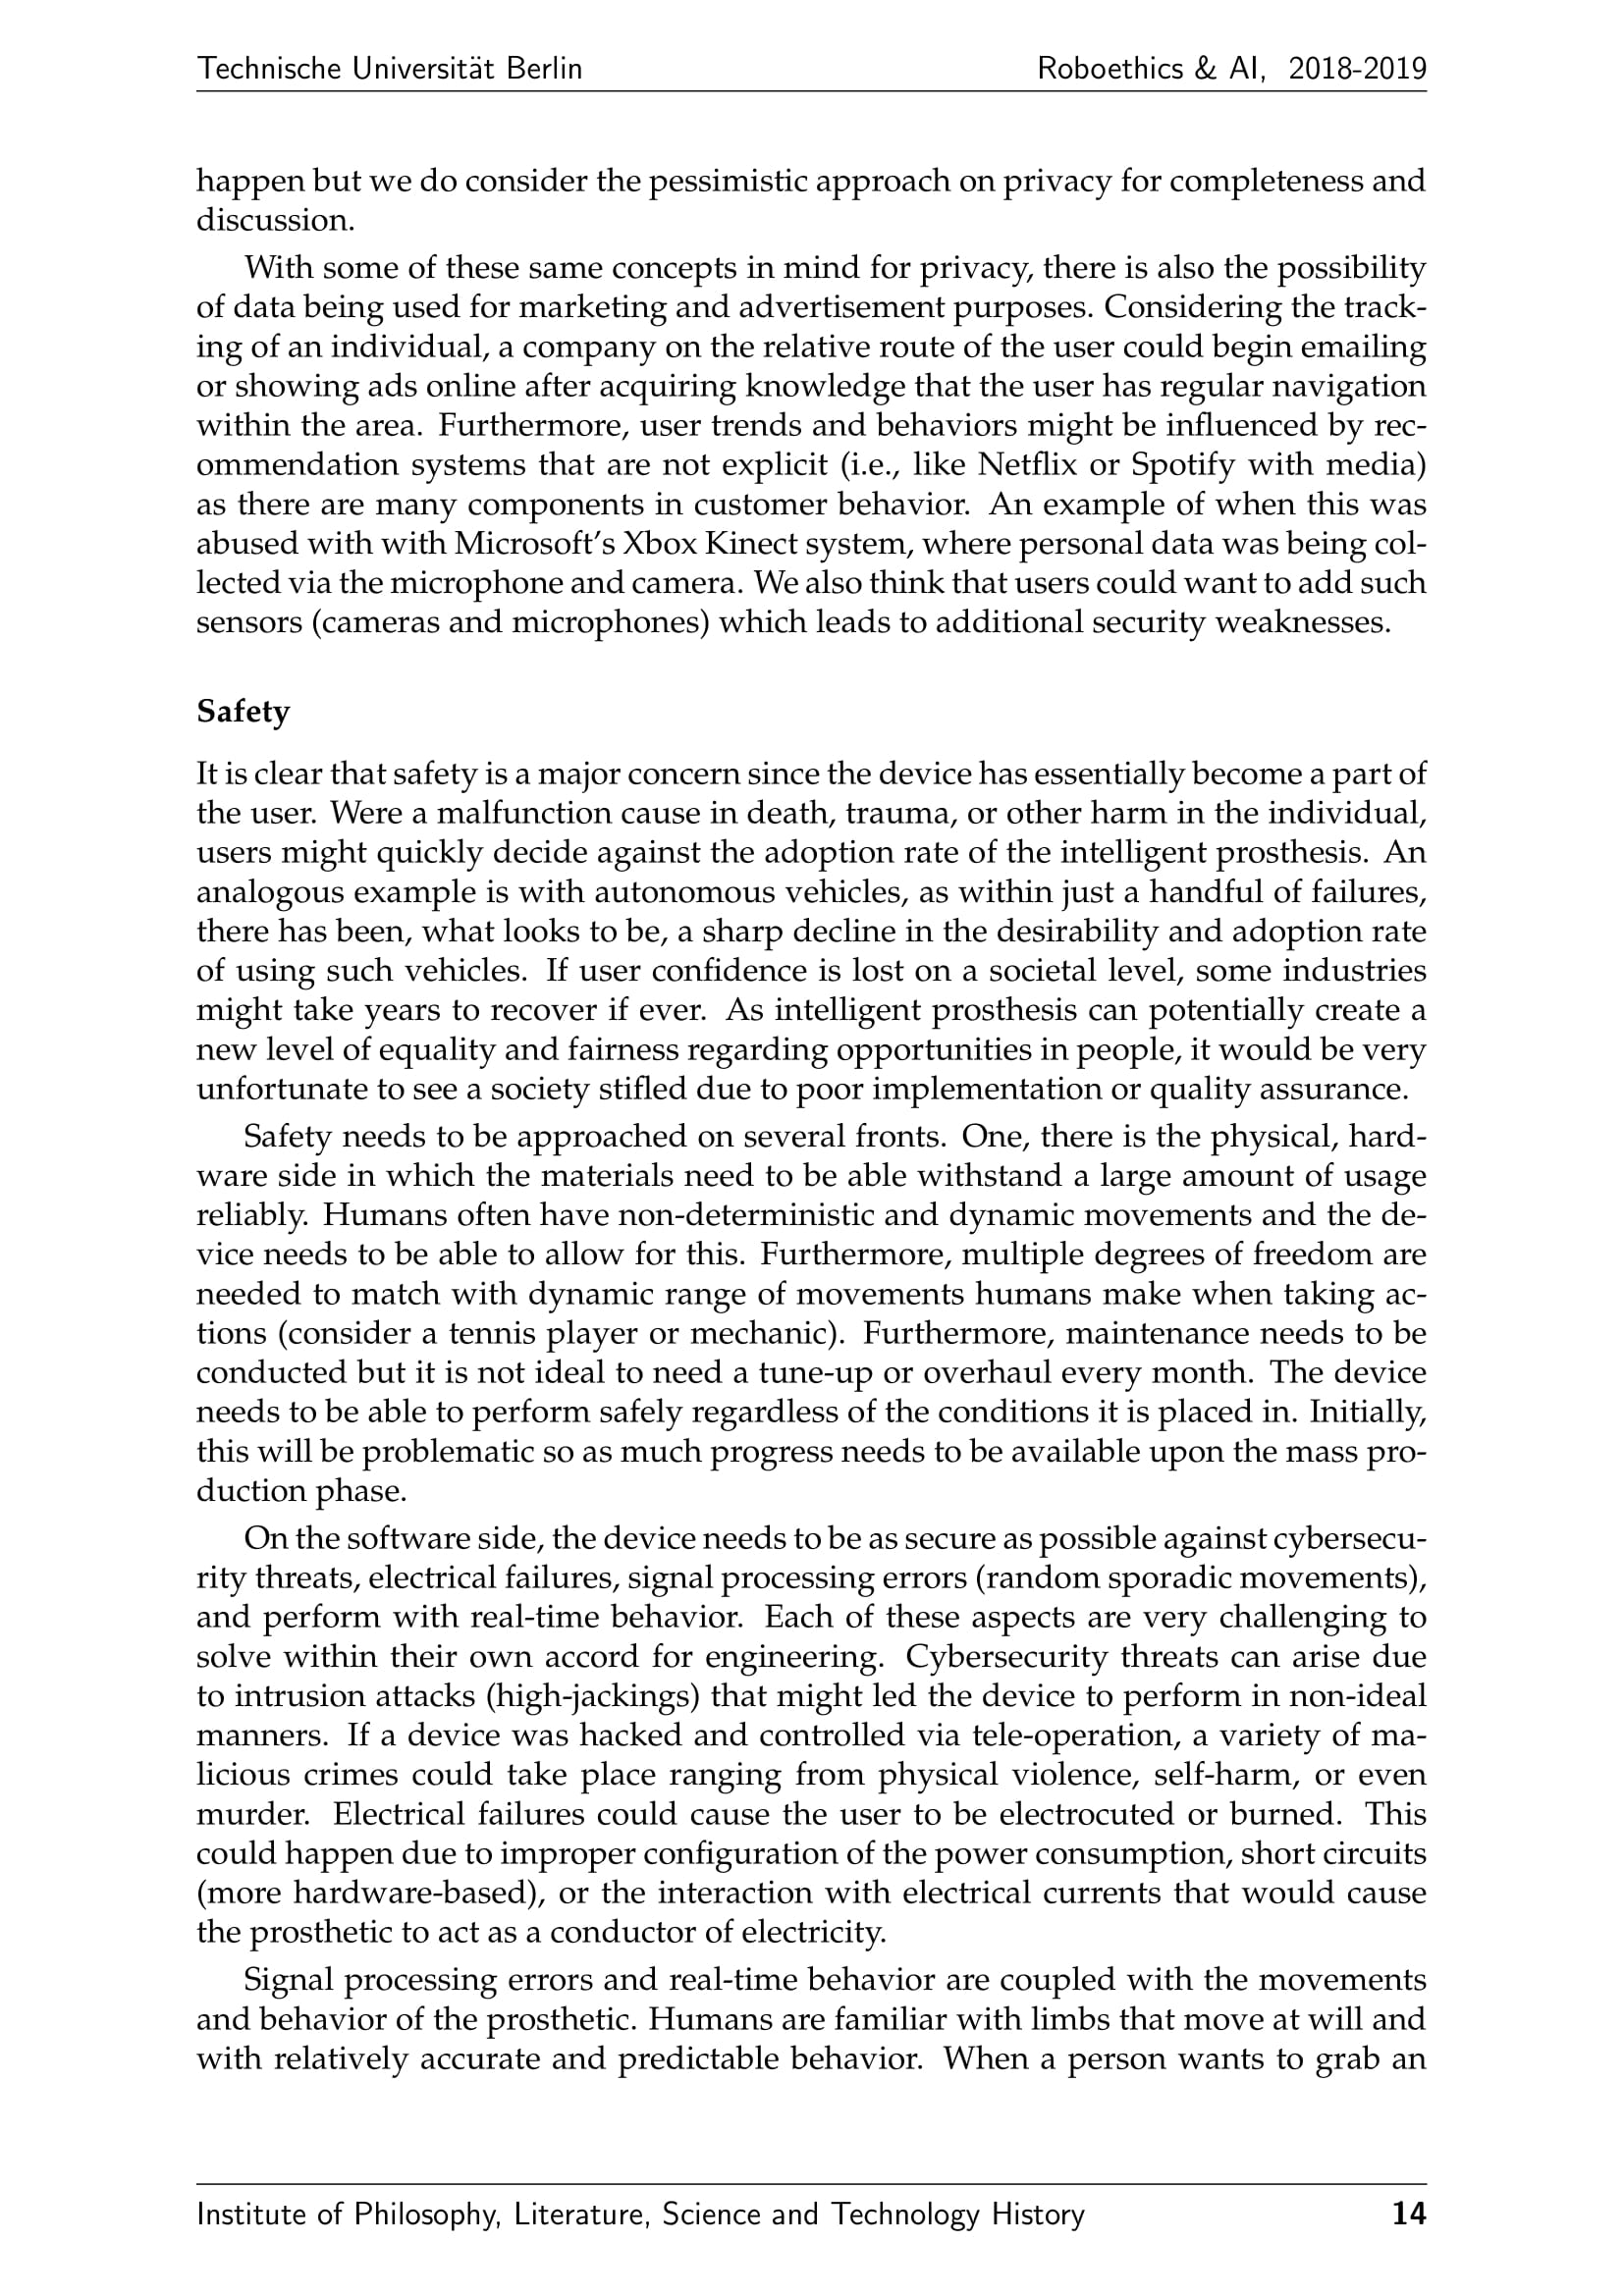 Technische Universität Berlin
Roboethics & AI, 2018-2019
happen but we do consider the pessimistic approach on privacy for completeness and
discussion.
With some of these same concepts in mind for privacy, there is also the possibility
of data being used for marketing and advertisement purposes. Considering the track-
ing of an individual, a company on the relative route of the user could begin emailing
or showing ads online after acquiring knowledge that the user has regular navigation
within the area. Furthermore, user trends and behaviors might be influenced by rec-
ommendation systems that are not explicit (i.e., like Netflix or Spotify with media)
as there are many components in customer behavior. An example of when this was
abused with with Microsoft's Xbox Kinect system, where personal data was being col-
lected via the microphone and camera. We also think that users could want to add such
sensors (cameras and microphones) which leads to additional security weaknesses.
Safety
It is clear that safety is a major concern since the device has essentially become a part of
the user. Were a malfunction cause in death, trauma, or other harm in the individual,
users might quickly decide against the adoption rate of the intelligent prosthesis. An
analogous example is with autonomous vehicles, as within just a handful of failures,
there has been, what looks to be, a sharp decline in the desirability and adoption rate
of using such vehicles. If user confidence is lost on a societal level, some industries
might take years to recover if ever. As intelligent prosthesis can potentially create a
new level of equality and fairness regarding opportunities in people, it would be very
unfortunate to see a society stifled due to poor implementation or quality assurance.
Safety needs to be approached on several fronts. One, there is the physical, hard-
ware side in which the materials need to be able withstand a large amount of usage
reliably. Humans often have non-deterministic and dynamic movements and the de-
vice needs to be able to allow for this. Furthermore, multiple degrees of freedom are
needed to match with dynamic range of movements humans make when taking ac-
tions (consider a tennis player or mechanic). Furthermore, maintenance needs to be
conducted but it is not ideal to need a tune-up or overhaul every month. The device
needs to be able to perform safely regardless of the conditions it is placed in. Initially,
this will be problematic so as much progress needs to be available upon the mass pro-
duction phase.
On the software side, the device needs to be as secure as possible against cybersecu-
rity threats, electrical failures, signal processing errors (random sporadic movements),
and perform with real-time behavior. Each of these aspects are very challenging to
solve within their own accord for engineering. Cybersecurity threats can arise due
to intrusion attacks (high-jackings) that might led the device to perform in non-ideal
manners. If a device was hacked and controlled via tele-operation, a variety of ma-
licious crimes could take place ranging from physical violence, self-harm, or even
murder. Electrical failures could cause the user to be electrocuted or burned. This
could happen due to improper configuration of the power consumption, short circuits
(more hardware-based), or the interaction with electrical currents that would cause
the prosthetic to act as a conductor of electricity.
Signal processing errors and real-time behavior are coupled with the movements
and behavior of the prosthetic. Humans are familiar with limbs that move at will and
with relatively accurate and predictable behavior. When a person wants to grab an
Institute of Philosophy, Literature, Science and Technology History
14